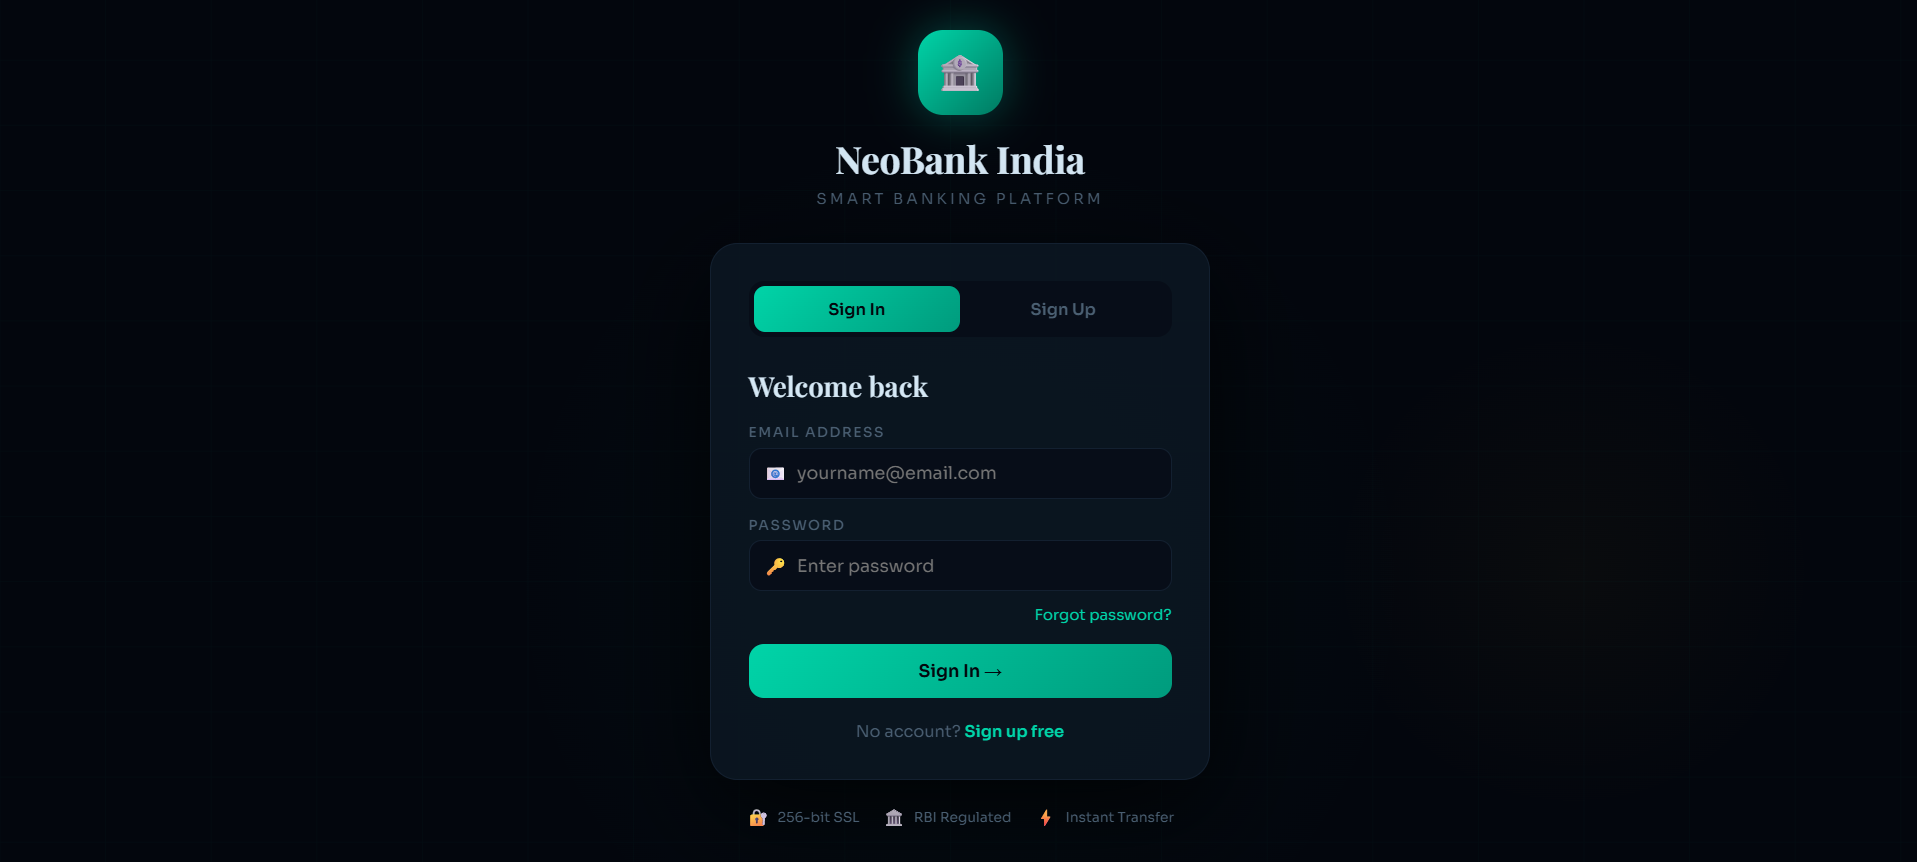 NeoBank India
SMART BANKING PLATFORM
Sign In Sign Up
Welcome back
EMAIL ADDRESS
yourname@email.com
PASSWORD
Enter password
Forgot password?
Sign In →
No account? Sign up free
256-bit SSL RBI Regulated Instant Transfer